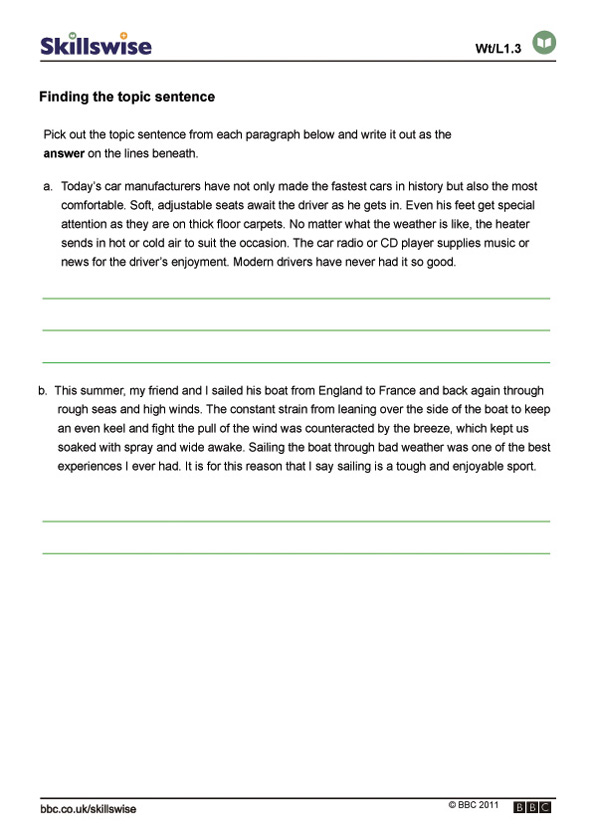 Skillswise
Wt/L1.3
Finding the topic sentence
Pick out the topic sentence from each paragraph below and write it out as the
answer on the lines beneath.
a. Today's car manufacturers have not only made the fastest cars in history but also the most
comfortable. Soft, adjustable seats await the driver as he gets in. Even his feet get special
attention as they are on thick floor carpets. No matter what the weather is like, the heater
sends in hot or cold air to suit the occasion. The car radio or CD player supplies music or
news for the driver's enjoyment. Modern drivers have never had it so good.
b. This summer, my friend and I sailed his boat from England to France and back again through
rough seas and high winds. The constant strain from leaning over the side of the boat to keep
an even keel and fight the pull of the wind was counteracted by the breeze, which kept us
soaked with spray and wide awake. Sailing the boat through bad weather was one of the best
experiences I ever had. It is for this reason that I say sailing is a tough and enjoyable sport.
bbc.co.uk/skillswise
© BBC 2011
BBC